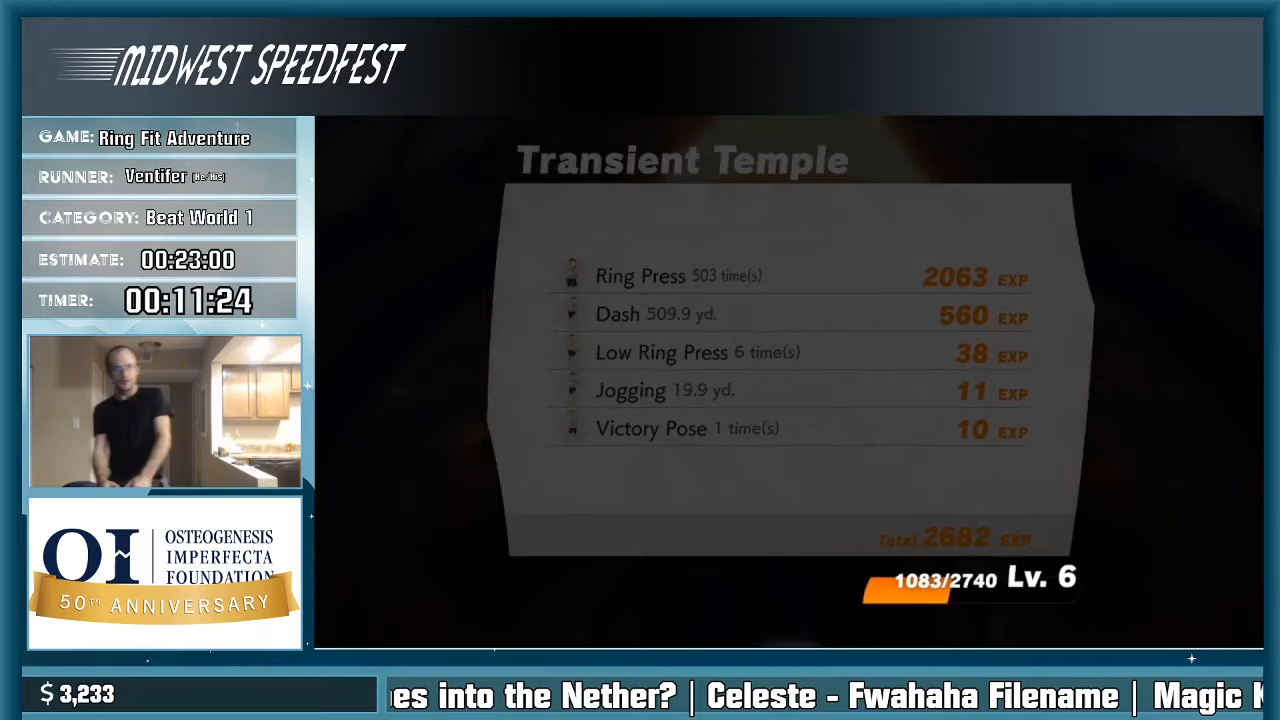 MIDWEST SPEEDFEST
GAME: Ring Fit Adventure
RUNNER: Ventifer [He/His]
CATEGORY: Beat World 1
ESTIMATE: 00:23:00
TIMER: 00:11:24
OI OSTEOGENESIS
IMPERFECTA
FOUNDATION
50TH ANNIVERSARY
Transient Temple
Ring Press 503 time(s) 2063 EXP
Dash 509.9 yd. 560 EXP
Low Ring Press 6 time(s) 38 EXP
Jogging 19.9 yd. 11 EXP
Victory Pose 1 time(s) 10 EXP
Total 2682 EXP
1083/2740 Lv. 6
$ 3,233
es into the Nether? | Celeste - Fwahaha Filename | Magic K